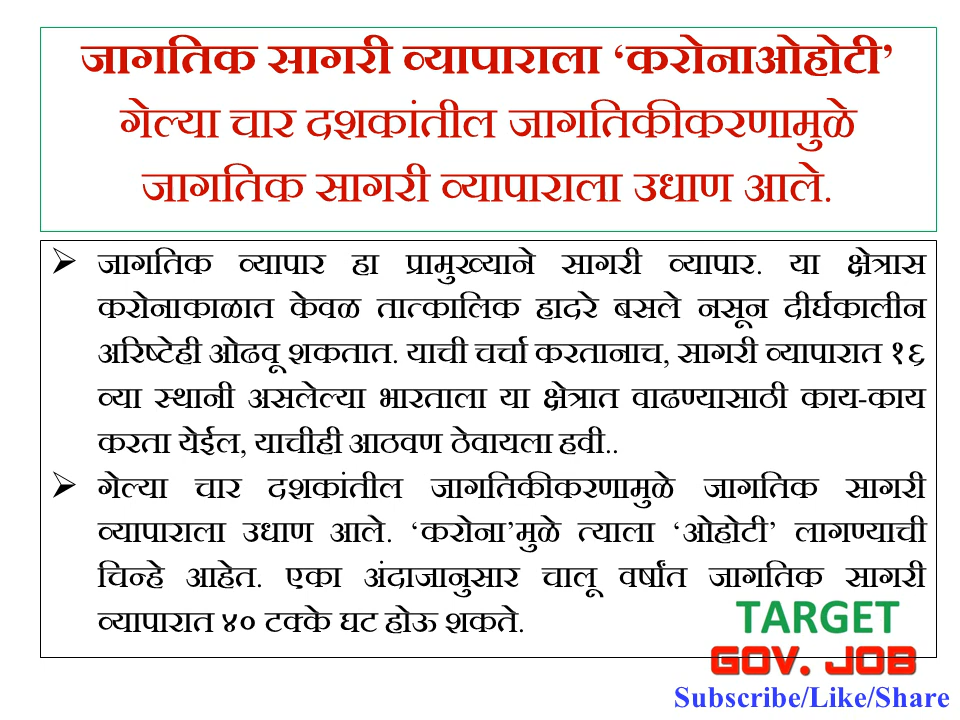 जागतिक सागरी व्यापाराला ‘करोनाओहोटी’
गेल्या चार दशकांतील जागतिकीकरणामुळे
जागतिक सागरी व्यापाराला उधाण आले.
➢ जागतिक व्यापार हा प्रामुख्याने सागरी व्यापार. या क्षेत्रास
करोनाकाळात केवळ तात्कालिक हादरे बसले नसून दीर्घकालीन
अरिष्टेही ओढवू शकतात. याची चर्चा करतानाच, सागरी व्यापारात १६
व्या स्थानी असलेल्या भारताला या क्षेत्रात वाढण्यासाठी काय-काय
करता येईल, याचीही आठवण ठेवायला हवी..
➢ गेल्या चार दशकांतील जागतिकीकरणामुळे जागतिक सागरी
व्यापाराला उधाण आले. ‘करोना’मुळे त्याला ‘ओहोटी’ लागण्याची
चिन्हे आहेत. एका अंदाजानुसार चालू वर्षांत जागतिक सागरी
व्यापारात ४० टक्के घट होऊ शकते.
TARGET
GOV. JOB
Subscribe/Like/Share